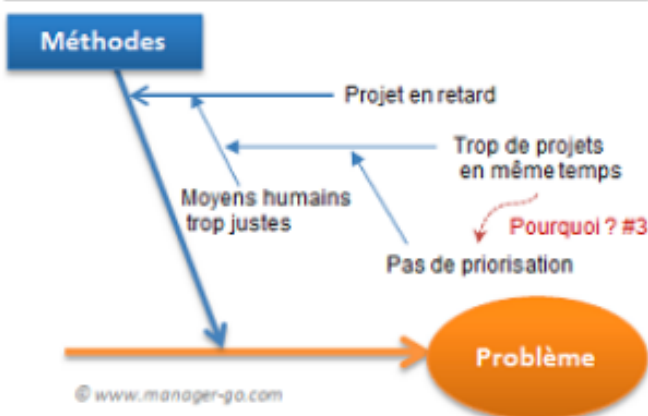 Méthodes
Projet en retard
Trop de projets
en même temps
Moyens humains
trop justes
Pourquoi ? #3
Pas de priorisation
Problème
© www.manager-go.com